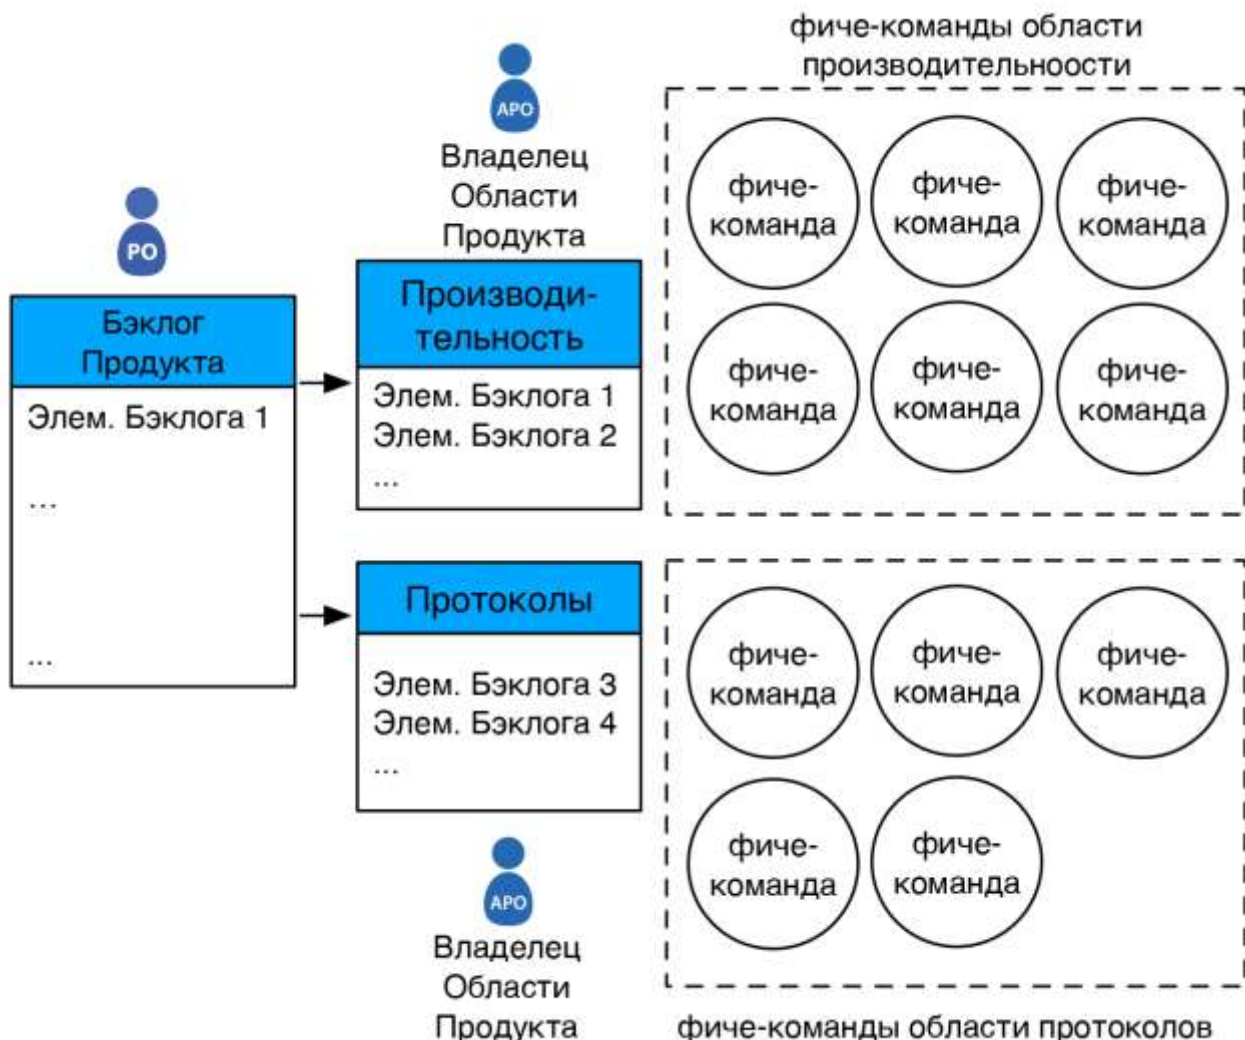 фиче-команды области
производительноости
APO
Владелец
Области
Продукта
PO
Бэклог
Продукта
Элем. Бэклога 1
...
...
Производи-
тельность
Элем. Бэклога 1
Элем. Бэклога 2
...
фиче-
команда
фиче-
команда
фиче-
команда
фиче-
команда
фиче-
команда
фиче-
команда
Протоколы
Элем. Бэклога 3
Элем. Бэклога 4
...
APO
Владелец
Области
Продукта
фиче-
команда
фиче-
команда
фиче-
команда
фиче-
команда
фиче-
команда
фиче-команды области протоколов